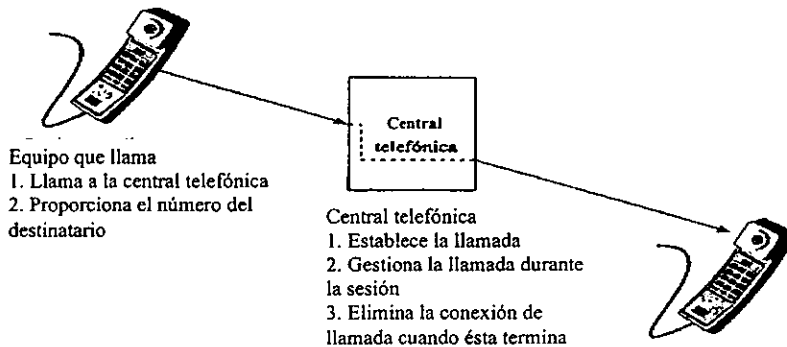 Central
telefónica
Equipo que llama
1. Llama a la central telefónica
2. Proporciona el número del
destinatario
Central telefónica
1. Establece la llamada
2. Gestiona la llamada durante
la sesión
3. Elimina la conexión de
llamada cuando ésta termina